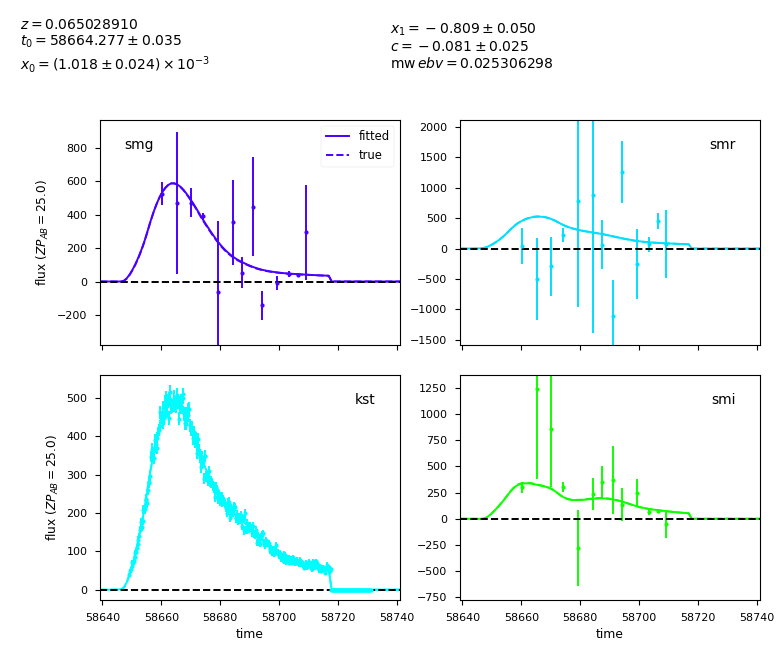 z = 0.065028910
t0 = 58664.277 ± 0.035
x0 = (1.018 ± 0.024) × 10^−3
x1 = −0.809 ± 0.050
c = −0.081 ± 0.025
mw ebv = 0.025306298
smg
fitted
true
flux (ZP_AB = 25.0)
800
600
400
200
0
−200
smr
2000
1500
1000
500
0
−500
−1000
−1500
kst
flux (ZP_AB = 25.0)
500
400
300
200
100
0
58640 58660 58680 58700 58720 58740
time
smi
1250
1000
750
500
250
0
−250
−500
−750
58640 58660 58680 58700 58720 58740
time